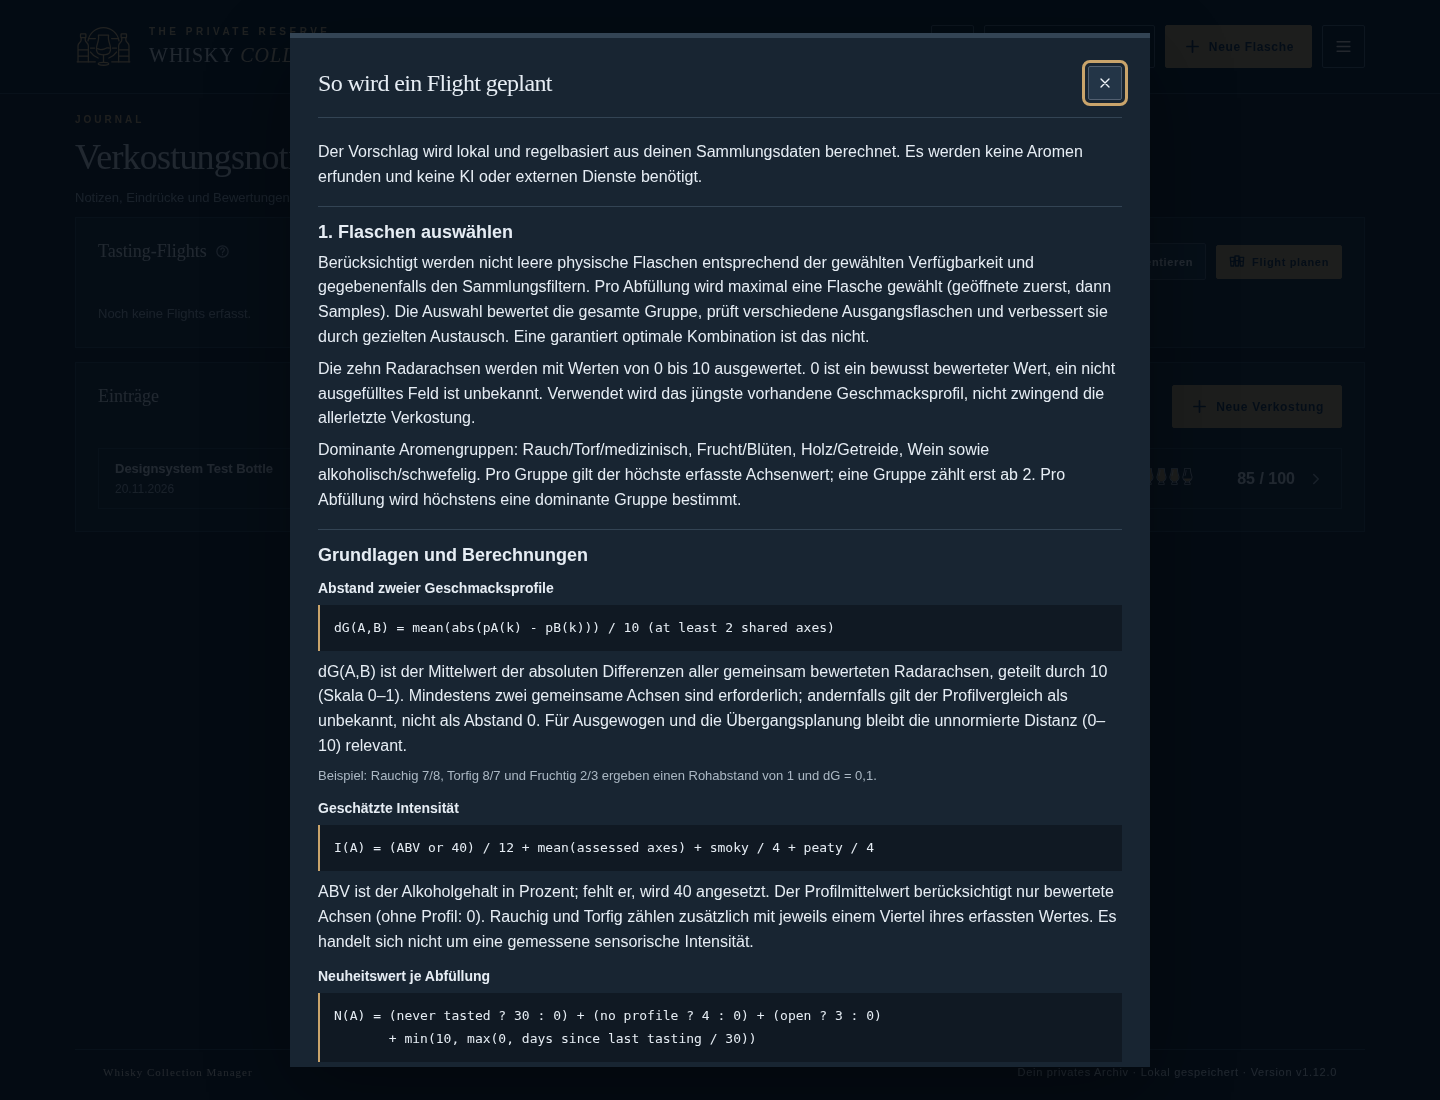 THE PRIVATE RESERVE
WHISKY COLL
Neue Flasche
JOURNAL
Verkostungsnoti
Notizen, Eindrücke und Bewertungen
Tasting-Flights
ntieren
Flight planen
Noch keine Flights erfasst.
Einträge
Neue Verkostung
Designsystem Test Bottle
20.11.2026
85 / 100
So wird ein Flight geplant
Der Vorschlag wird lokal und regelbasiert aus deinen Sammlungsdaten berechnet. Es werden keine Aromen
erfunden und keine KI oder externen Dienste benötigt.
1. Flaschen auswählen
Berücksichtigt werden nicht leere physische Flaschen entsprechend der gewählten Verfügbarkeit und
gegebenenfalls den Sammlungsfiltern. Pro Abfüllung wird maximal eine Flasche gewählt (geöffnete zuerst, dann
Samples). Die Auswahl bewertet die gesamte Gruppe, prüft verschiedene Ausgangsflaschen und verbessert sie
durch gezielten Austausch. Eine garantiert optimale Kombination ist das nicht.
Die zehn Radarachsen werden mit Werten von 0 bis 10 ausgewertet. 0 ist ein bewusst bewerteter Wert, ein nicht
ausgefülltes Feld ist unbekannt. Verwendet wird das jüngste vorhandene Geschmacksprofil, nicht zwingend die
allerletzte Verkostung.
Dominante Aromengruppen: Rauch/Torf/medizinisch, Frucht/Blüten, Holz/Getreide, Wein sowie
alkoholisch/schwefelig. Pro Gruppe gilt der höchste erfasste Achsenwert; eine Gruppe zählt erst ab 2. Pro
Abfüllung wird höchstens eine dominante Gruppe bestimmt.
Grundlagen und Berechnungen
Abstand zweier Geschmacksprofile
dG(A,B) = mean(abs(pA(k) - pB(k))) / 10 (at least 2 shared axes)
dG(A,B) ist der Mittelwert der absoluten Differenzen aller gemeinsam bewerteten Radarachsen, geteilt durch 10
(Skala 0–1). Mindestens zwei gemeinsame Achsen sind erforderlich; andernfalls gilt der Profilvergleich als
unbekannt, nicht als Abstand 0. Für Ausgewogen und die Übergangsplanung bleibt die unnormierte Distanz (0–
10) relevant.
Beispiel: Rauchig 7/8, Torfig 8/7 und Fruchtig 2/3 ergeben einen Rohabstand von 1 und dG = 0,1.
Geschätzte Intensität
I(A) = (ABV or 40) / 12 + mean(assessed axes) + smoky / 4 + peaty / 4
ABV ist der Alkoholgehalt in Prozent; fehlt er, wird 40 angesetzt. Der Profilmittelwert berücksichtigt nur bewertete
Achsen (ohne Profil: 0). Rauchig und Torfig zählen zusätzlich mit jeweils einem Viertel ihres erfassten Wertes. Es
handelt sich nicht um eine gemessene sensorische Intensität.
Neuheitswert je Abfüllung
N(A) = (never tasted ? 30 : 0) + (no profile ? 4 : 0) + (open ? 3 : 0)
+ min(10, max(0, days since last tasting / 30))
Whisky Collection Manager
Dein privates Archiv · Lokal gespeichert · Version v1.12.0